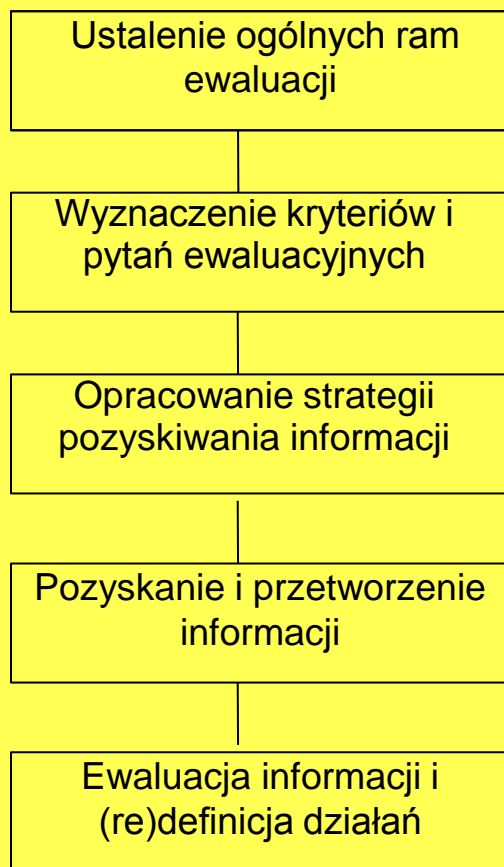 Ustalenie ogólnych ram
ewaluacji
Wyznaczenie kryteriów i
pytań ewaluacyjnych
Opracowanie strategii
pozyskiwania informacji
Pozyskanie i przetworzenie
informacji
Ewaluacja informacji i
(re)definicja działań